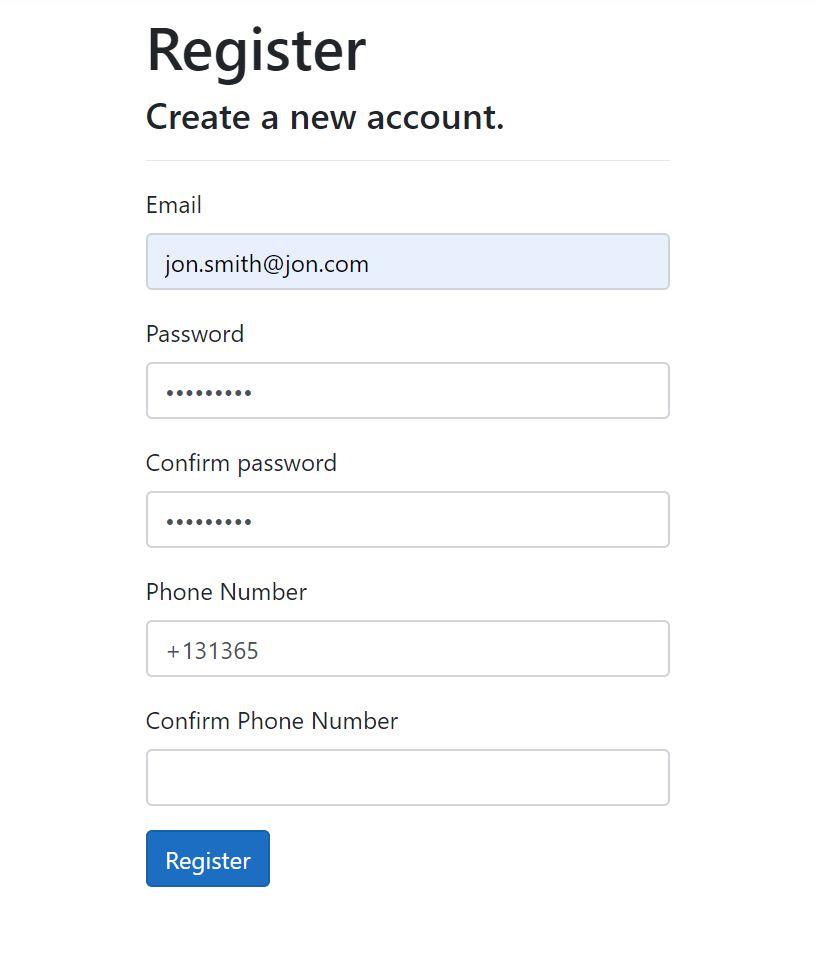 Register
Create a new account.
Email
jon.smith@jon.com
Password
•••••••••
Confirm password
•••••••••
Phone Number
+131365
Confirm Phone Number
Register